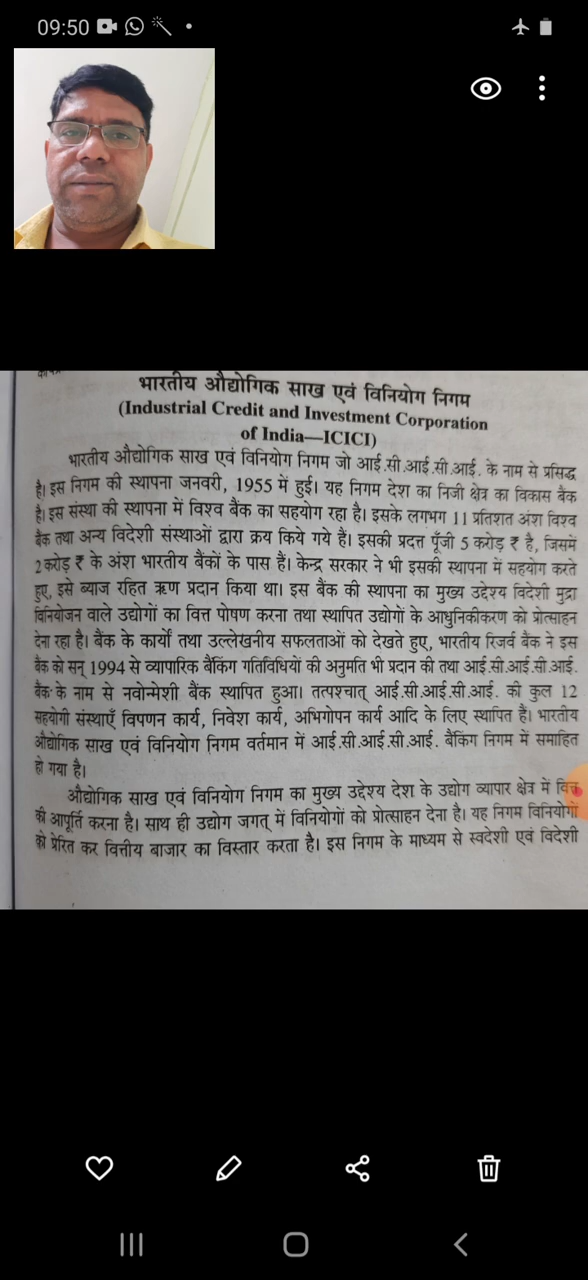 09:50
भारतीय औद्योगिक साख एवं विनियोग निगम
(Industrial Credit and Investment Corporation
of India—ICICI)
भारतीय औद्योगिक साख एवं विनियोग निगम जो आई.सी.आई.सी.आई. के नाम से प्रसिद्ध
है। इस निगम की स्थापना जनवरी, 1955 में हुई। यह निगम देश का निजी क्षेत्र का विकास बैंक
है। इस संस्था की स्थापना में विश्व बैंक का सहयोग रहा है। इसके लगभग 11 प्रतिशत अंश विश्व
बैंक तथा अन्य विदेशी संस्थाओं द्वारा क्रय किये गये हैं। इसकी प्रदत्त पूँजी 5 करोड़ ₹ है, जिसमें
2 करोड़ ₹ के अंश भारतीय बैंकों के पास हैं। केन्द्र सरकार ने भी इसकी स्थापना में सहयोग करते
हुए, इसे ब्याज रहित ऋण प्रदान किया था। इस बैंक की स्थापना का मुख्य उद्देश्य विदेशी मुद्रा
विनियोजन वाले उद्योगों का वित्त पोषण करना तथा स्थापित उद्योगों के आधुनिकीकरण को प्रोत्साहन
देना रहा है। बैंक के कार्यों तथा उल्लेखनीय सफलताओं को देखते हुए, भारतीय रिजर्व बैंक ने इस
बैंक को सन् 1994 से व्यापारिक बैंकिंग गतिविधियों की अनुमति भी प्रदान की तथा आई.सी.आई.सी.आई.
बैंक के नाम से नवोन्मेशी बैंक स्थापित हुआ। तत्पश्चात् आई.सी.आई.सी.आई. की कुल 12
सहयोगी संस्थाएँ विपणन कार्य, निवेश कार्य, अभिगोपन कार्य आदि के लिए स्थापित हैं। भारतीय
औद्योगिक साख एवं विनियोग निगम वर्तमान में आई.सी.आई.सी.आई. बैंकिंग निगम में समाहित
हो गया है।
औद्योगिक साख एवं विनियोग निगम का मुख्य उद्देश्य देश के उद्योग व्यापार क्षेत्र में वित्त
की आपूर्ति करना है। साथ ही उद्योग जगत् में विनियोगों को प्रोत्साहन देना है। यह निगम विनियोगों
को प्रेरित कर वित्तीय बाजार का विस्तार करता है। इस निगम के माध्यम से स्वदेशी एवं विदेशी